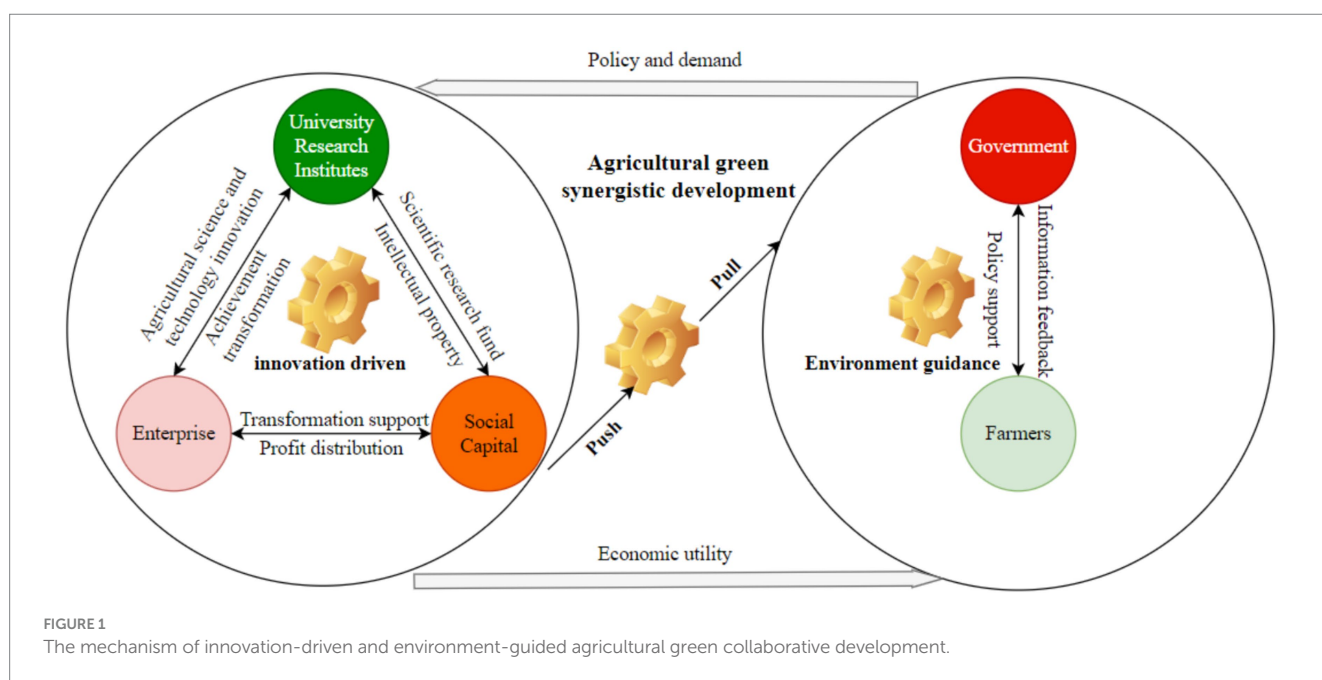 Policy and demand
University
Research
Institutes
Government
Agricultural green
synergistic development
Agricultural science and
technology innovation
Achievement
transformation
Scientific research fund
Intellectual property
innovation driven
Pull
Push
Information feedback
Policy support
Environment guidance
Enterprise
Transformation support
Profit distribution
Social
Capital
Farmers
Economic utility
FIGURE 1
The mechanism of innovation-driven and environment-guided agricultural green collaborative development.